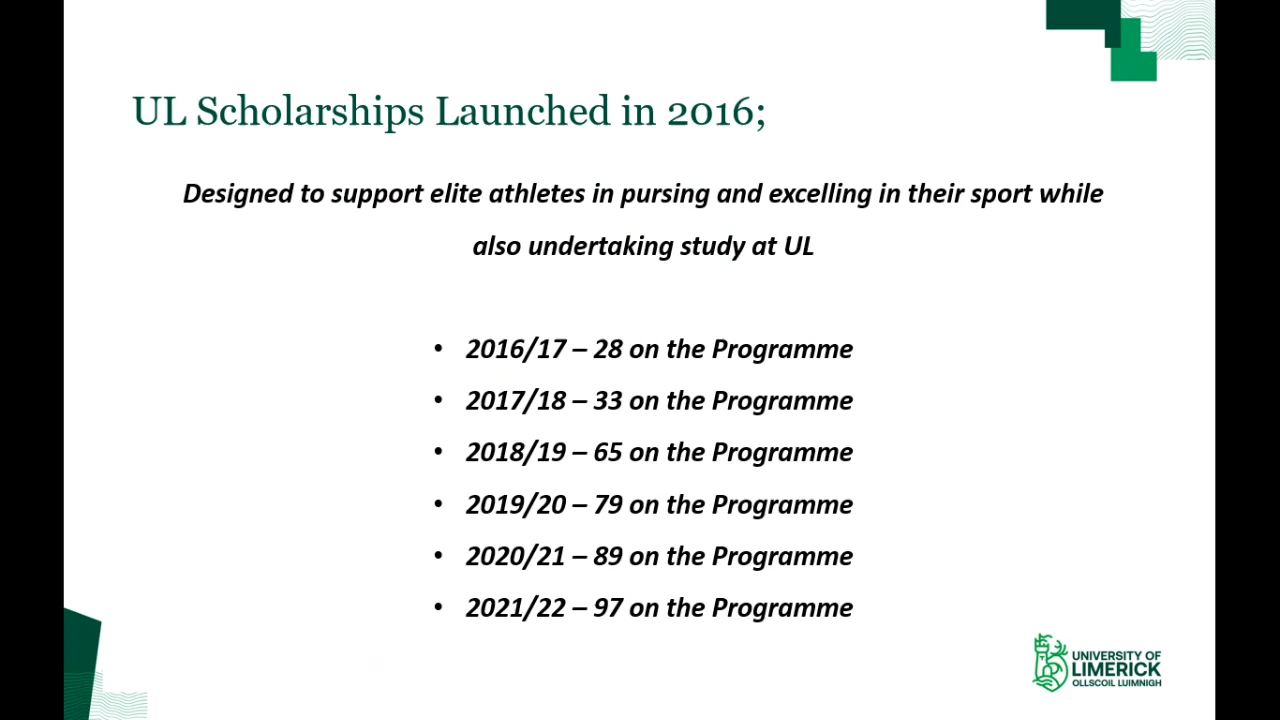 UL Scholarships Launched in 2016;
Designed to support elite athletes in pursing and excelling in their sport while
also undertaking study at UL
• 2016/17 – 28 on the Programme
• 2017/18 – 33 on the Programme
• 2018/19 – 65 on the Programme
• 2019/20 – 79 on the Programme
• 2020/21 – 89 on the Programme
• 2021/22 – 97 on the Programme
UNIVERSITY OF
LIMERICK
OLLSCOIL LUIMNIGH